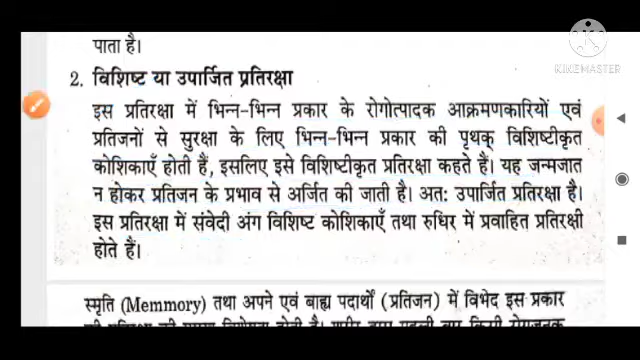 पाता है।
KINEMASTER
2. विशिष्ट या उपार्जित प्रतिरक्षा
इस प्रतिरक्षा में भिन्न-भिन्न प्रकार के रोगोत्पादक आक्रमणकारियों एवं
प्रतिजनों से सुरक्षा के लिए भिन्न-भिन्न प्रकार की पृथक् विशिष्टीकृत
कोशिकाएँ होती हैं, इसलिए इसे विशिष्टीकृत प्रतिरक्षा कहते हैं। यह जन्मजात
न होकर प्रतिजन के प्रभाव से अर्जित की जाती है। अत: उपार्जित प्रतिरक्षा है।
इस प्रतिरक्षा में संवेदी अंग विशिष्ट कोशिकाएँ तथा रुधिर में प्रवाहित प्रतिरक्षी
होते हैं।
स्मृति (Memmory) तथा अपने एवं बाह्य पदार्थों (प्रतिजन) में विभेद इस प्रकार